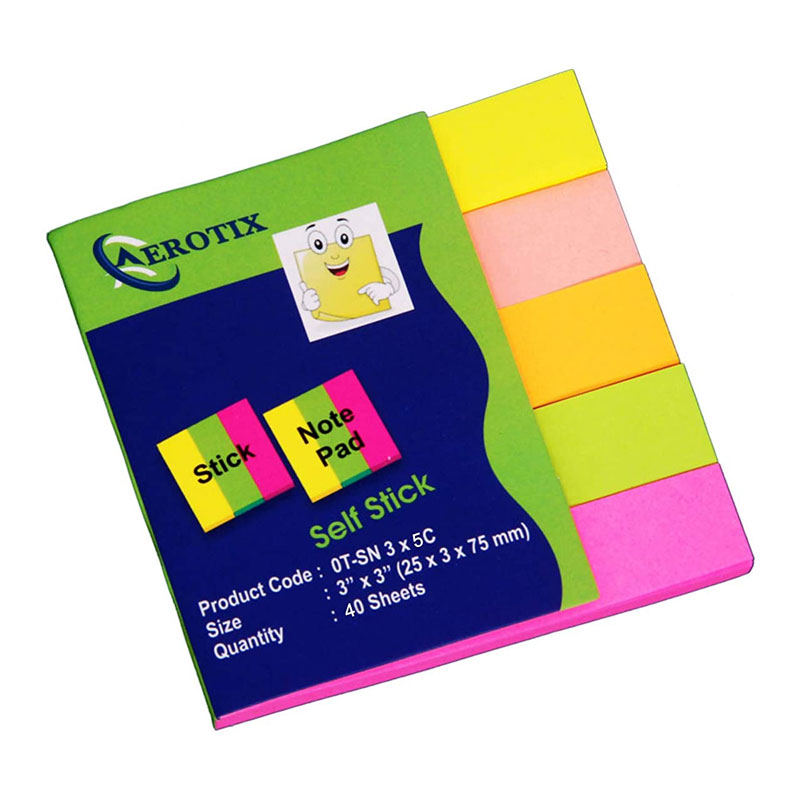 AEROTIX
Stick
Note
Pad
Self Stick
Product Code : 0T-SN 3 x 5C
Size : 3” x 3” (25 x 3 x 75 mm)
Quantity : 40 Sheets